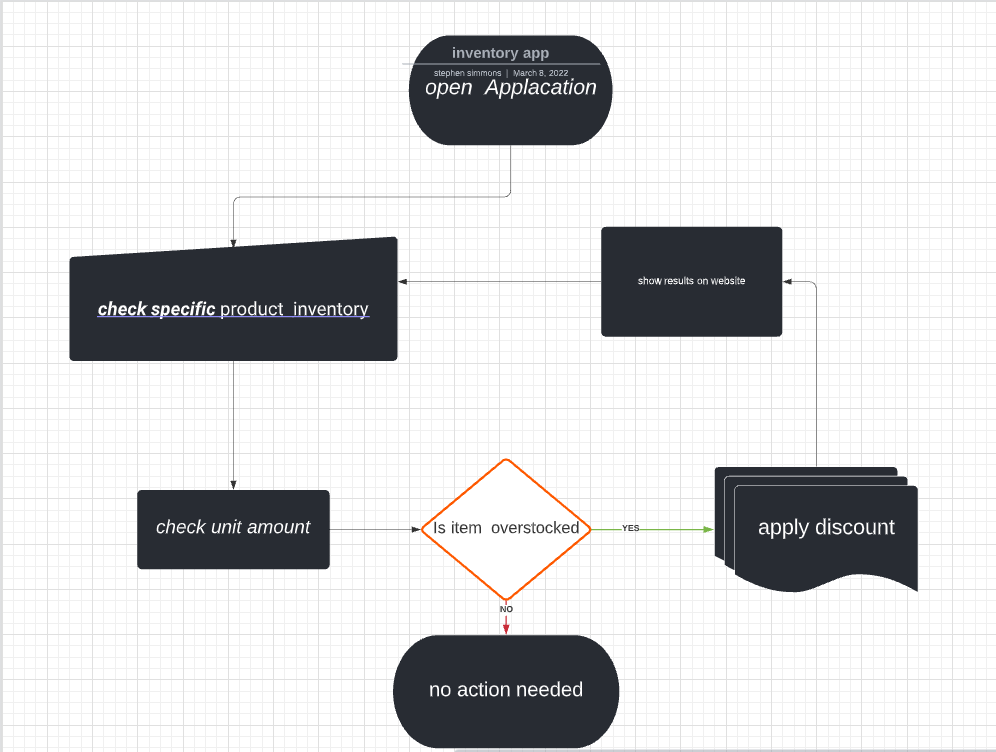 inventory app
stephen simmons | March 8, 2022
open Applacation
check specific product inventory
show results on website
check unit amount
Is item overstocked
YES
apply discount
NO
no action needed